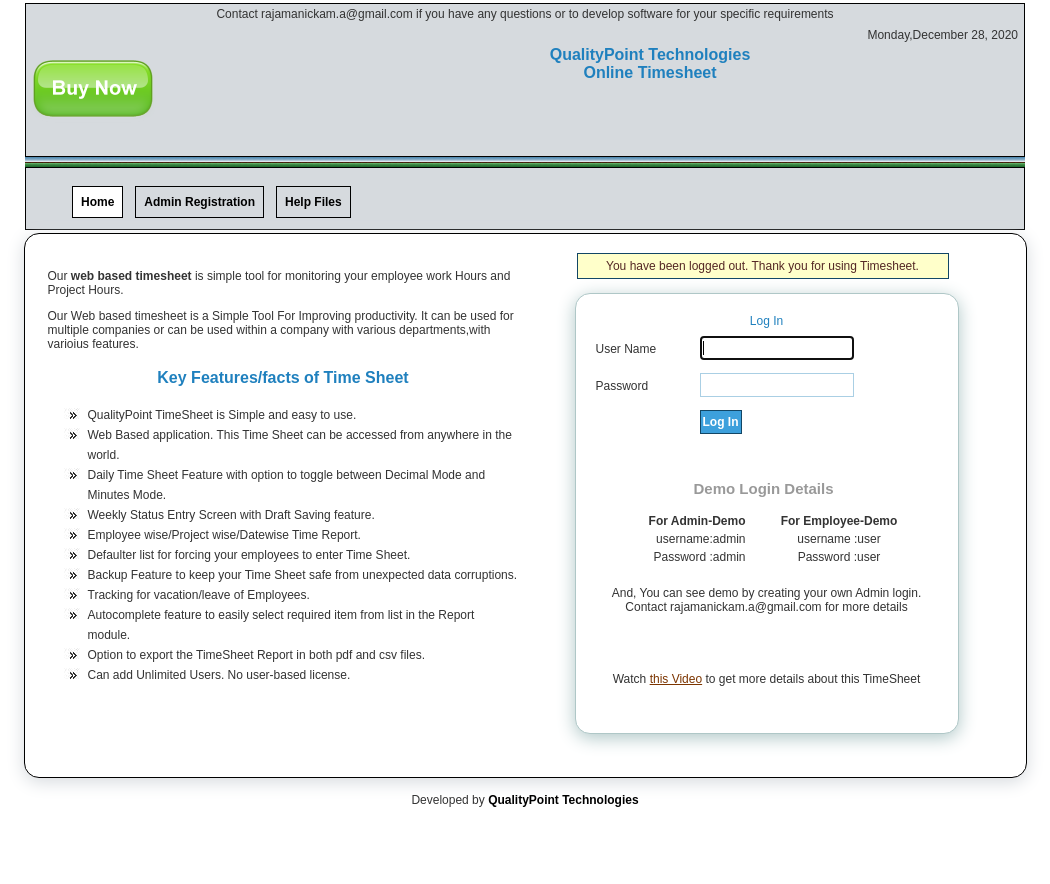 Contact rajamanickam.a@gmail.com if you have any questions or to develop software for your specific requirements
Monday,December 28, 2020
QualityPoint Technologies
Online Timesheet
Buy Now
Home
Admin Registration
Help Files
Our web based timesheet is simple tool for monitoring your employee work Hours and
Project Hours.
Our Web based timesheet is a Simple Tool For Improving productivity. It can be used for
multiple companies or can be used within a company with various departments,with
varioius features.
Key Features/facts of Time Sheet
QualityPoint TimeSheet is Simple and easy to use.
Web Based application. This Time Sheet can be accessed from anywhere in the
world.
Daily Time Sheet Feature with option to toggle between Decimal Mode and
Minutes Mode.
Weekly Status Entry Screen with Draft Saving feature.
Employee wise/Project wise/Datewise Time Report.
Defaulter list for forcing your employees to enter Time Sheet.
Backup Feature to keep your Time Sheet safe from unexpected data corruptions.
Tracking for vacation/leave of Employees.
Autocomplete feature to easily select required item from list in the Report
module.
Option to export the TimeSheet Report in both pdf and csv files.
Can add Unlimited Users. No user-based license.
You have been logged out. Thank you for using Timesheet.
Log In
User Name
Password
Log In
Demo Login Details
For Admin-Demo
For Employee-Demo
username:admin
username :user
Password :admin
Password :user
And, You can see demo by creating your own Admin login.
Contact rajamanickam.a@gmail.com for more details
Watch this Video to get more details about this TimeSheet
Developed by QualityPoint Technologies